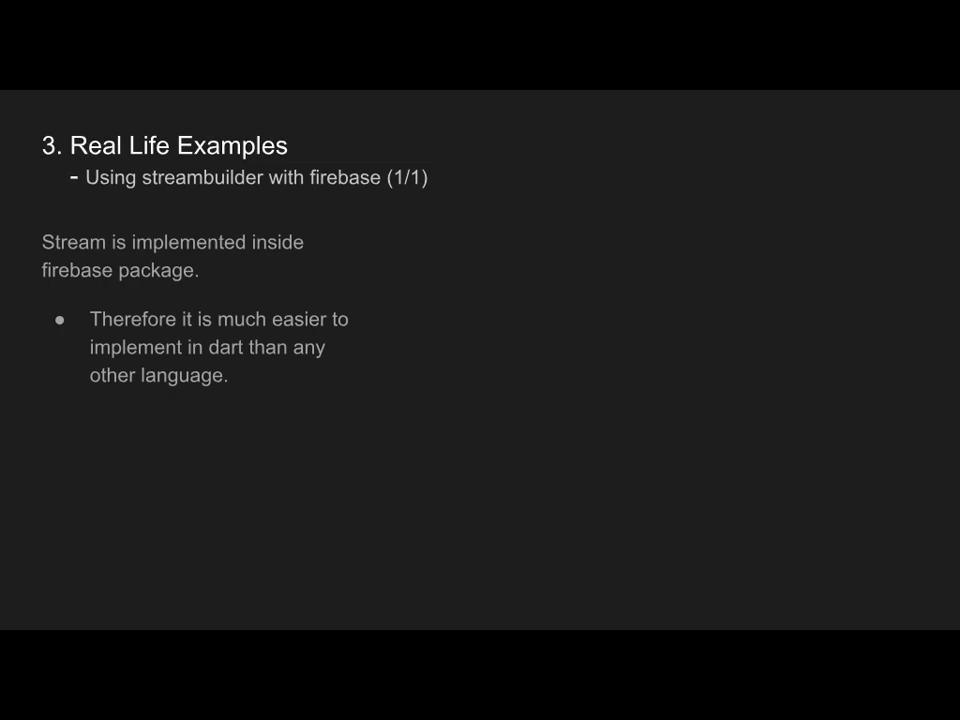 3. Real Life Examples
- Using streambuilder with firebase (1/1)
Stream is implemented inside
firebase package.
● Therefore it is much easier to
implement in dart than any
other language.